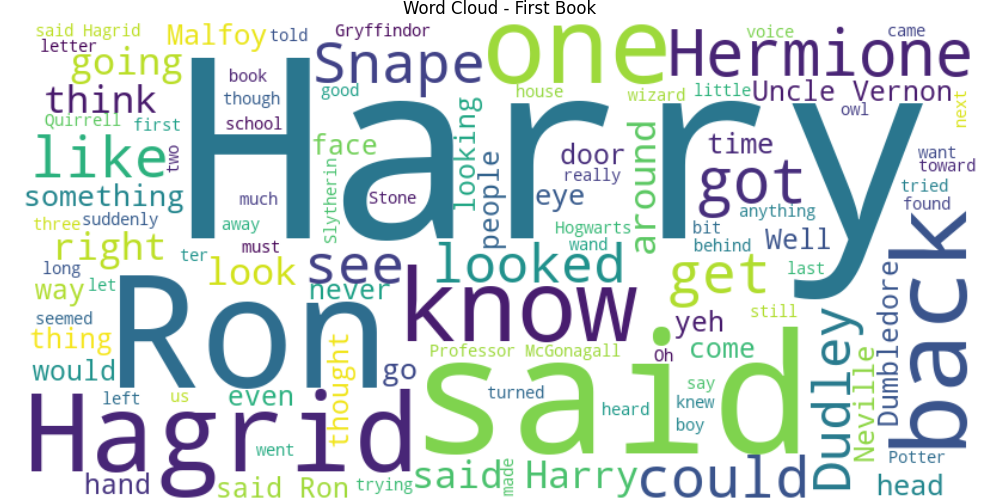 Word Cloud - First Book
said Hagrid
Malfoy
told
Gryffindor
one
Hermione
voice
came
letter
going
Snape
book
think
though
good
house
wizard
little
Uncle Vernon
owl
next
Quirrell
first
school
Harry
like
two
face
looking
around
door
time
want
toward
something
much
Stone
people
eye
really
got
tried
found
three
suddenly
away
slytherin
Hogwarts
wand
anything
bit
behind
Well
right
ter
must
see
looked
get
last
back
long
look
never
know
way
let
Ron
still
seemed
thing
yeh
Dumbledore
Dudley
would
thought
go
Professor McGonagall
Oh
come
said
Neville
left
us
even
turned
heard
say
knew
boy
Hagrid
went
Potter
hand
said Ron
trying
said Harry
made
could
head